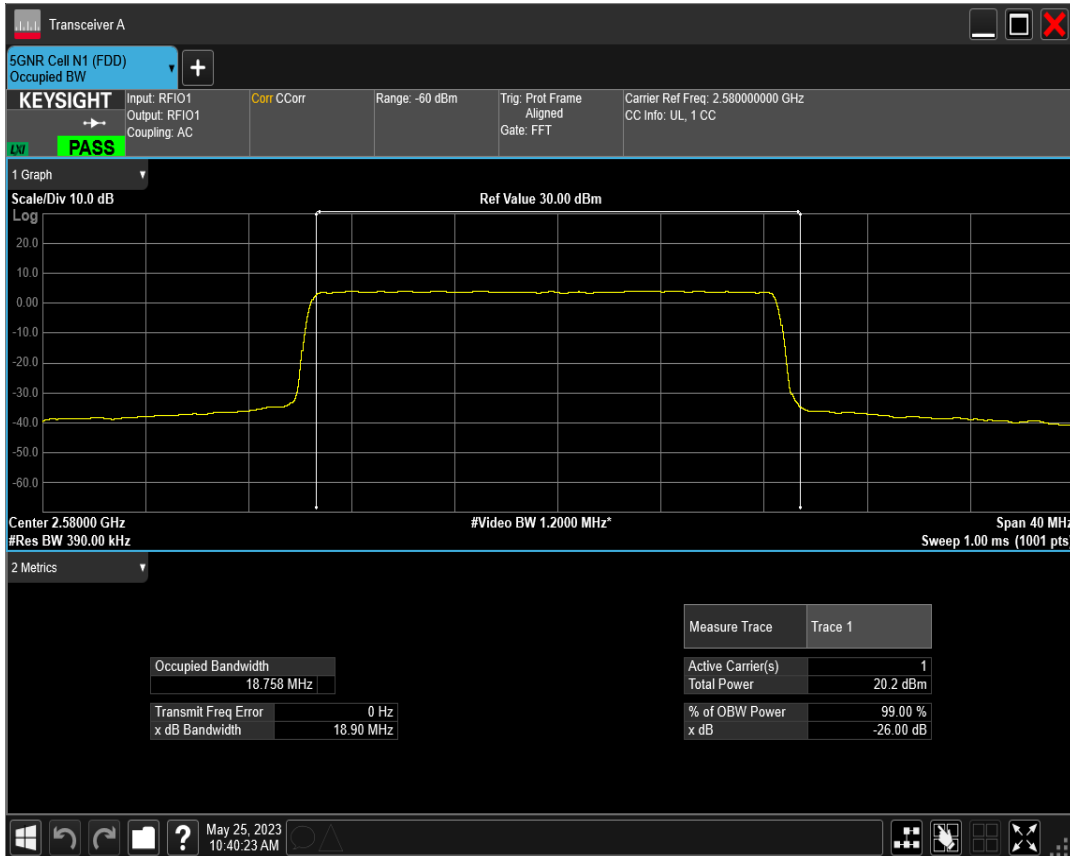 Transceiver A
5GNR Cell N1 (FDD)
Occupied BW
+
KEYSIGHT
LXI
PASS
Input: RFIO1
Output: RFIO1
Coupling: AC
Corr CCorr
Range: -60 dBm
Trig: Prot Frame
Aligned
Gate: FFT
Carrier Ref Freq: 2.580000000 GHz
CC Info: UL, 1 CC
1 Graph
Scale/Div 10.0 dB
Ref Value 30.00 dBm
Log
20.0
10.0
0.00
-10.0
-20.0
-30.0
-40.0
-50.0
-60.0
Center 2.58000 GHz
#Video BW 1.2000 MHz*
Span 40 MHz
#Res BW 390.00 kHz
Sweep 1.00 ms (1001 pts)
2 Metrics
Measure Trace Trace 1
Occupied Bandwidth
18.758 MHz
Active Carrier(s) 1
Total Power 20.2 dBm
Transmit Freq Error 0 Hz
x dB Bandwidth 18.90 MHz
% of OBW Power 99.00 %
x dB -26.00 dB
?
May 25, 2023
10:40:23 AM